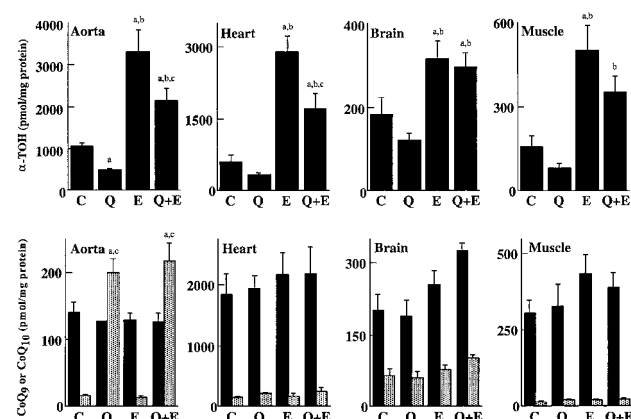 α-TOH (pmol/mg protein)
Aorta
4000
3000
2000
1000
0
a
a,b
a,b,c
C Q E Q+E
Heart
3000
1500
0
a,b
a,b,c
C Q E Q+E
Brain
400
200
0
a,b
a,b
C Q E Q+E
Muscle
600
300
0
a,b
b
C Q E Q+E
CoQ9 or CoQ10 (pmol/mg protein)
Aorta
200
100
0
a,c
a,c
C Q E Q+E
Heart
2000
1000
0
C Q E Q+E
Brain
300
150
0
C Q E Q+E
Muscle
500
250
0
C Q E Q+E